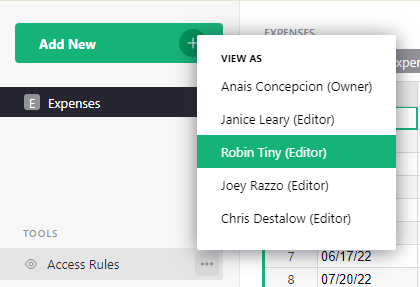 Add New
EXPENSES
E Expenses
VIEW AS
Anais Concepcion (Owner)
Janice Leary (Editor)
Robin Tiny (Editor)
Joey Razzo (Editor)
Chris Destalow (Editor)
TOOLS
Access Rules
7 06/17/22
8 07/20/22